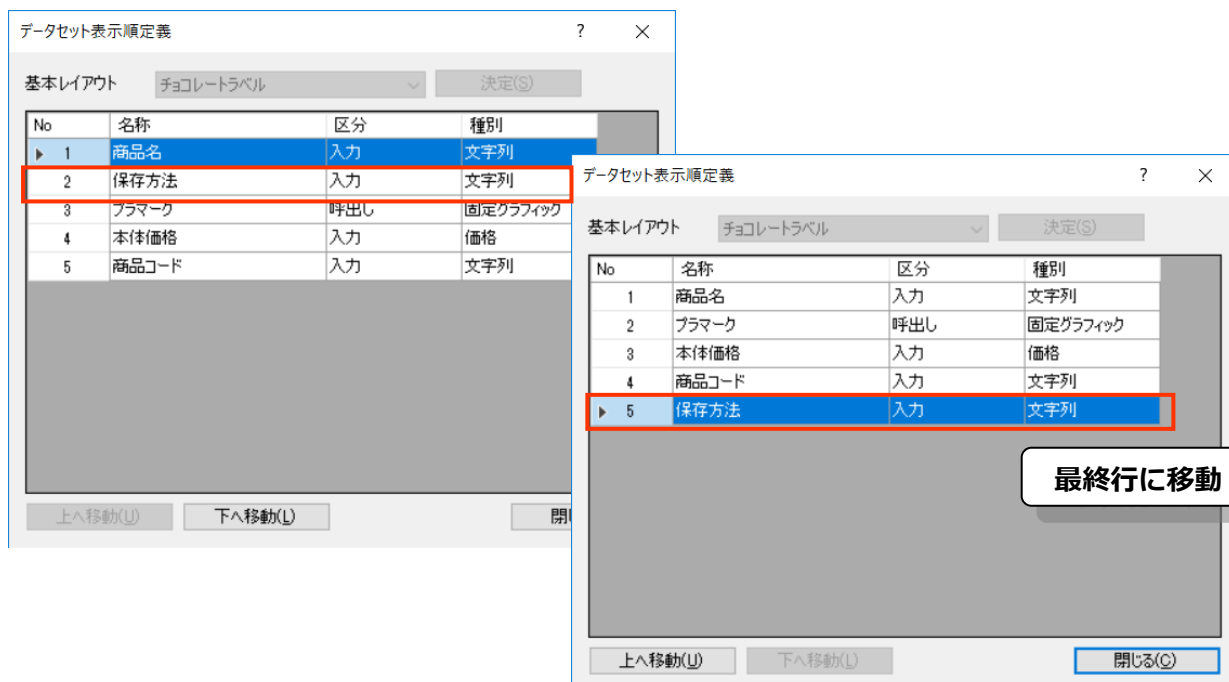 データセット表示順定義 ? ×
基本レイアウト チョコレートラベル 決定(S)
No 名称 区分 種別
1 商品名 入力 文字列
2 保存方法 入力 文字列
3 プラマーク 呼出し 固定グラフィック
4 本体価格 入力 価格
5 商品コード 入力 文字列
上へ移動(U) 下へ移動(L) 閉
データセット表示順定義 ? ×
基本レイアウト チョコレートラベル 決定(S)
No 名称 区分 種別
1 商品名 入力 文字列
2 プラマーク 呼出し 固定グラフィック
3 本体価格 入力 価格
4 商品コード 入力 文字列
5 保存方法 入力 文字列
最終行に移動
上へ移動(U) 下へ移動(L) 閉じる(C)